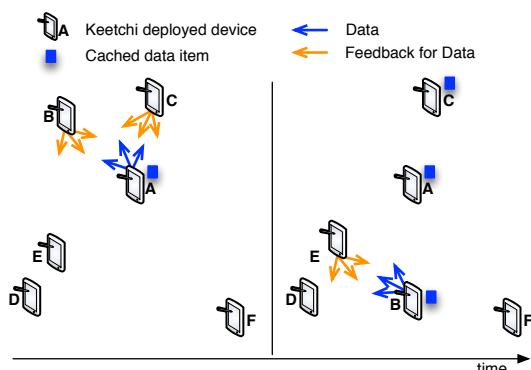 A Keetchi deployed device
Data
Cached data item
Feedback for Data
B
C
A
E
D
F
C
A
E
D
B
F
time